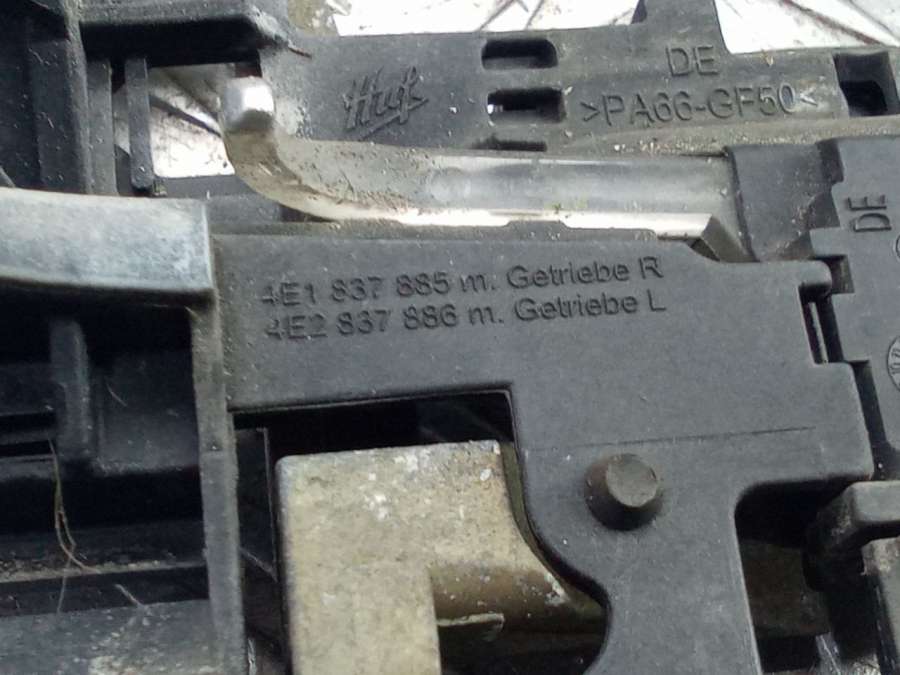 Huf
DE
>PA66-GF50<
DE
4E1 837 885 m. Getriebe R
4E2 837 886 m. Getriebe L